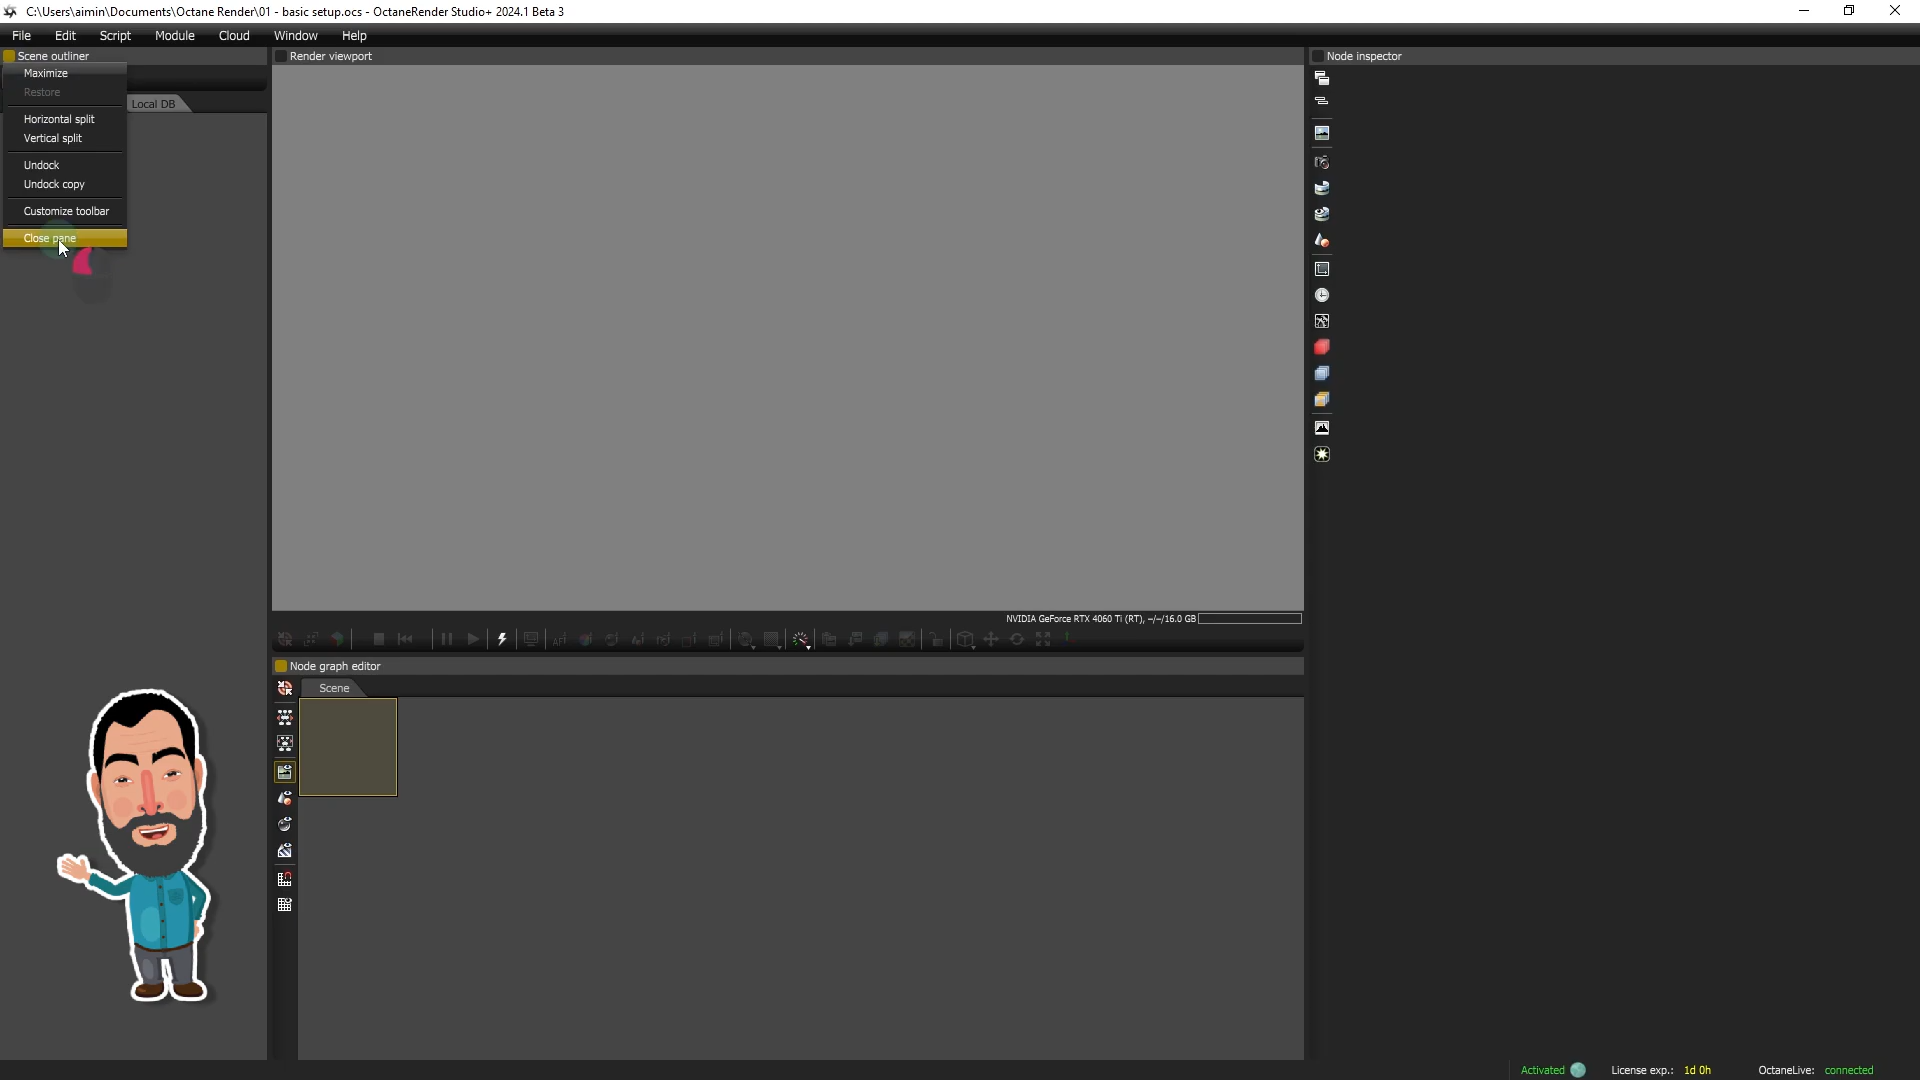 C:\Users\aimin\Documents\Octane Render\01 - basic setup.ocs - OctaneRender Studio+ 2024.1 Beta 3
File Edit Script Module Cloud Window Help
Scene outliner
Render viewport
Node inspector
Maximize
Restore
Local DB
Horizontal split
Vertical split
Undock
Undock copy
Customize toolbar
Close pane
NVIDIA GeForce RTX 4060 Ti (RT), -/-/16.0 GB
Node graph editor
Scene
Activated License exp.: 1d 0h OctaneLive: connected